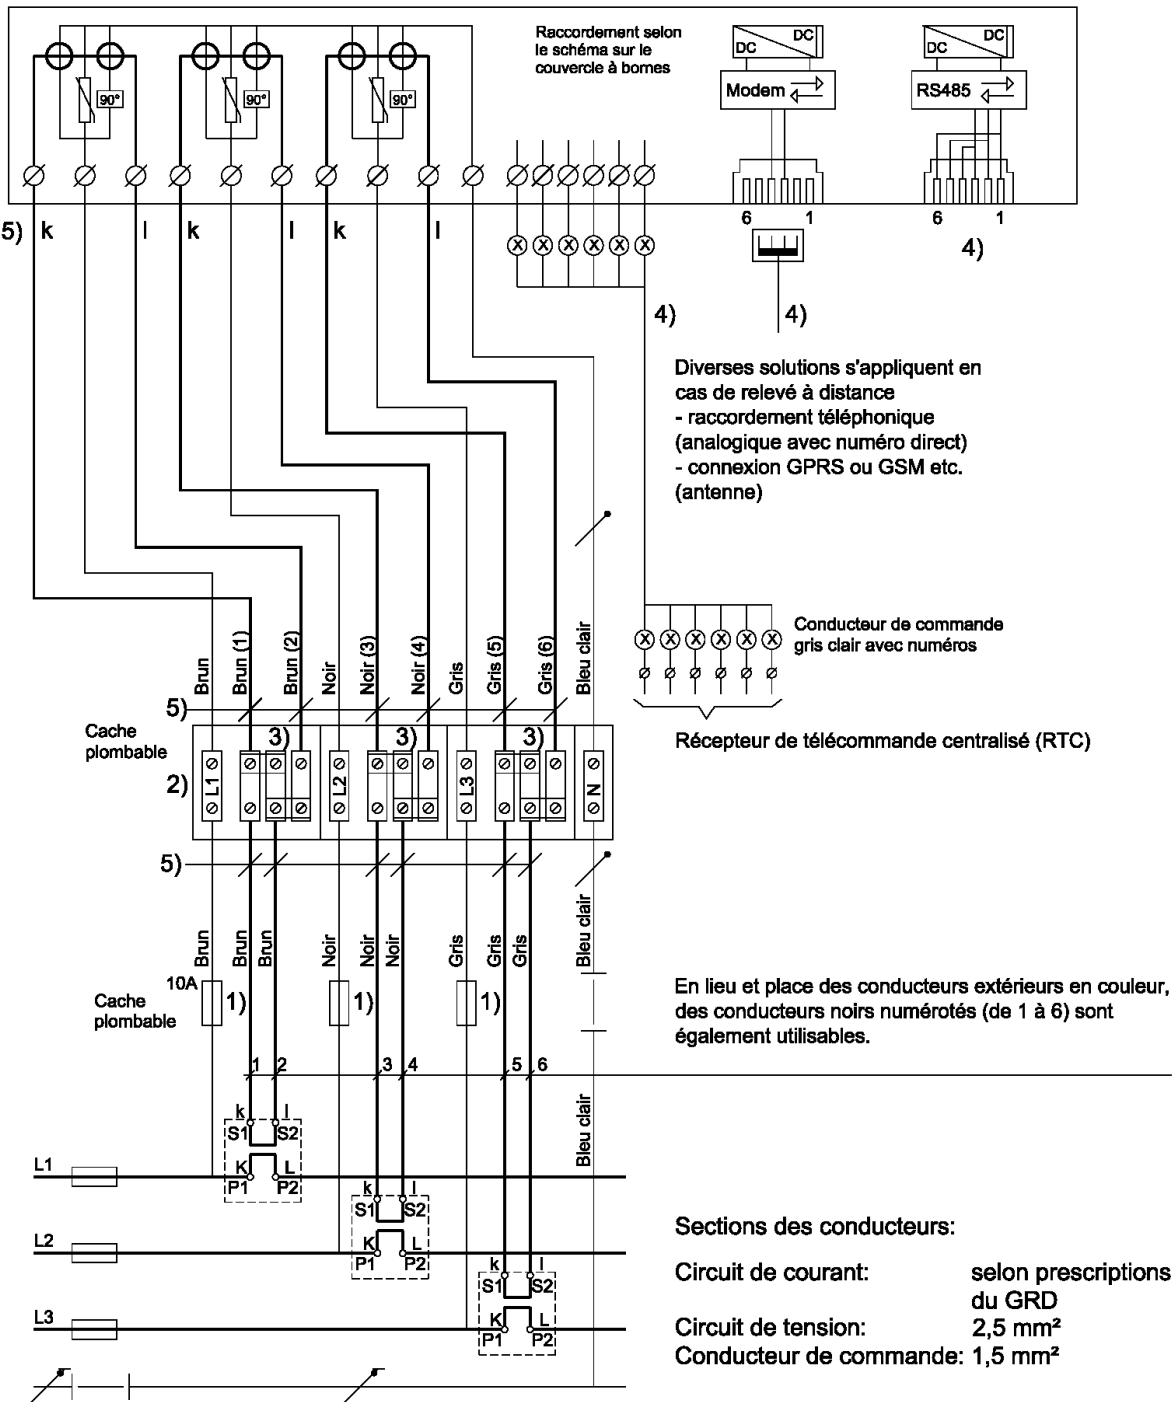 Raccordement selon
le schéma sur le
couvercle à bornes
DC DC
DC DC
Modem
RS485
90° 90° 90°
6 1 6 1
5) k l k l k l
4)
X X X X X X
4) 4)
Diverses solutions s'appliquent en
cas de relevé à distance
- raccordement téléphonique
(analogique avec numéro direct)
- connexion GPRS ou GSM etc.
(antenne)
X X X X X X
Conducteur de commande
gris clair avec numéros
Récepteur de télécommande centralisé (RTC)
Brun
Brun (1)
Brun (2)
Noir
Noir (3)
Noir (4)
Gris
Gris (5)
Gris (6)
Bleu clair
5)
Cache
plombable
3) 3) 3)
2) L1 L2 L3 N
5)
Brun
Brun
Brun
Noir
Noir
Noir
Gris
Gris
Gris
Bleu clair
10A
Cache
plombable
1) 1) 1)
En lieu et place des conducteurs extérieurs en couleur,
des conducteurs noirs numérotés (de 1 à 6) sont
également utilisables.
1 2 3 4 5 6
Bleu clair
k l
S1 S2
L1 K L
P1 P2
k l
S1 S2
L2 K L
P1 P2
k l
S1 S2
L3 K L
P1 P2
Sections des conducteurs:
Circuit de courant: selon prescriptions
du GRD
Circuit de tension: 2,5 mm²
Conducteur de commande: 1,5 mm²